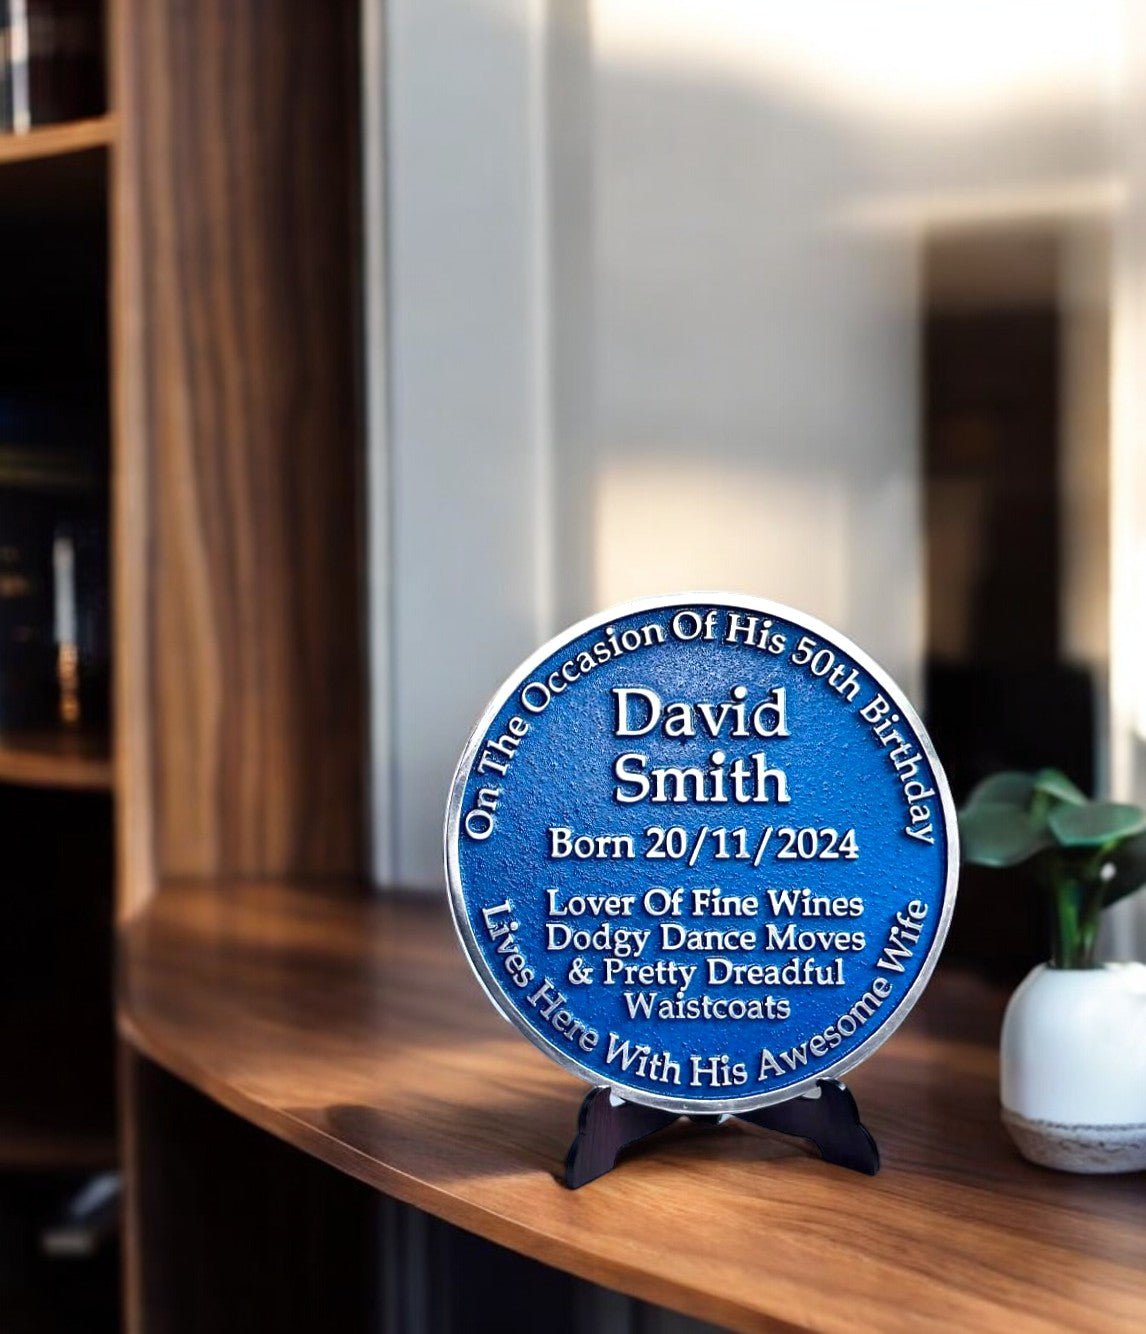 On The Occasion Of His 50th Birthday
David
Smith
Born 20/11/2024
Lover Of Fine Wines
Dodgy Dance Moves
& Pretty Dreadful
Waistcoats
Lives Here With His Awesome Wife